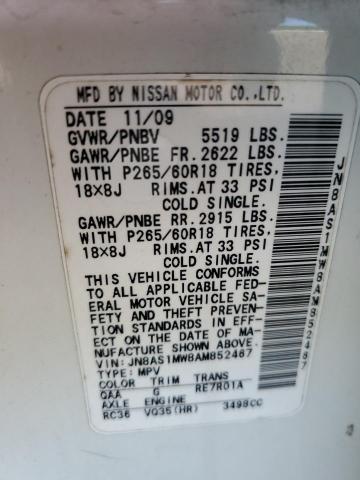 MFD BY NISSAN MOTOR CO.,LTD.
DATE 11/09
GVWR/PNBV 5519 LBS.
GAWR/PNBE FR. 2622 LBS.
WITH P265/60R18 TIRES,
18×8J RIMS.AT 33 PSI
COLD SINGLE.
GAWR/PNBE RR. 2915 LBS.
WITH P265/60R18 TIRES,
18×8J RIMS.AT 33 PSI
COLD SINGLE.
THIS VEHICLE CONFORMS
TO ALL APPLICABLE FED-
ERAL MOTOR VEHICLE SA-
FETY AND THEFT PREVEN-
TION STANDARDS IN EFF-
ECT ON THE DATE OF MA-
NUFACTURE SHOWN ABOVE.
VIN: JN8AS1MW8AM852487
TYPE: MPV
COLOR TRIM TRANS
QAA G RE7R01A
AXLE ENGINE
RC36 VQ35(HR) 3498CC
JN8AS1MW8AM852487